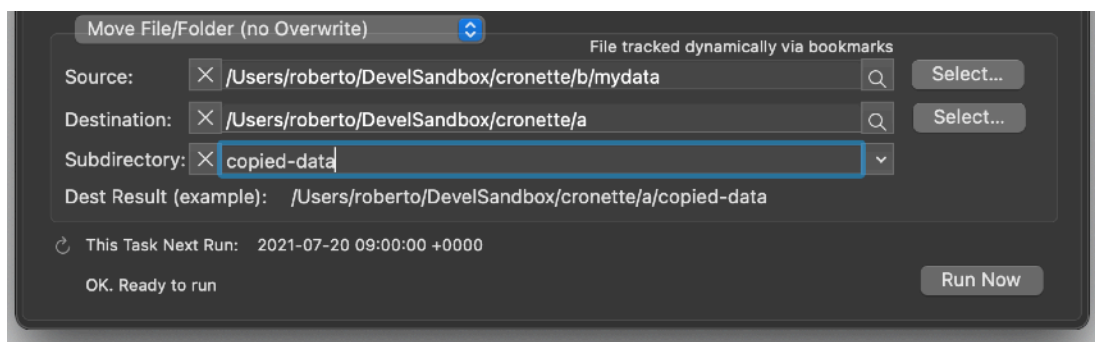 Move File/Folder (no Overwrite)
File tracked dynamically via bookmarks
Source: /Users/roberto/DevelSandbox/cronette/b/mydata Select...
Destination: /Users/roberto/DevelSandbox/cronette/a Select...
Subdirectory: copied-data
Dest Result (example): /Users/roberto/DevelSandbox/cronette/a/copied-data
This Task Next Run: 2021-07-20 09:00:00 +0000
OK. Ready to run Run Now